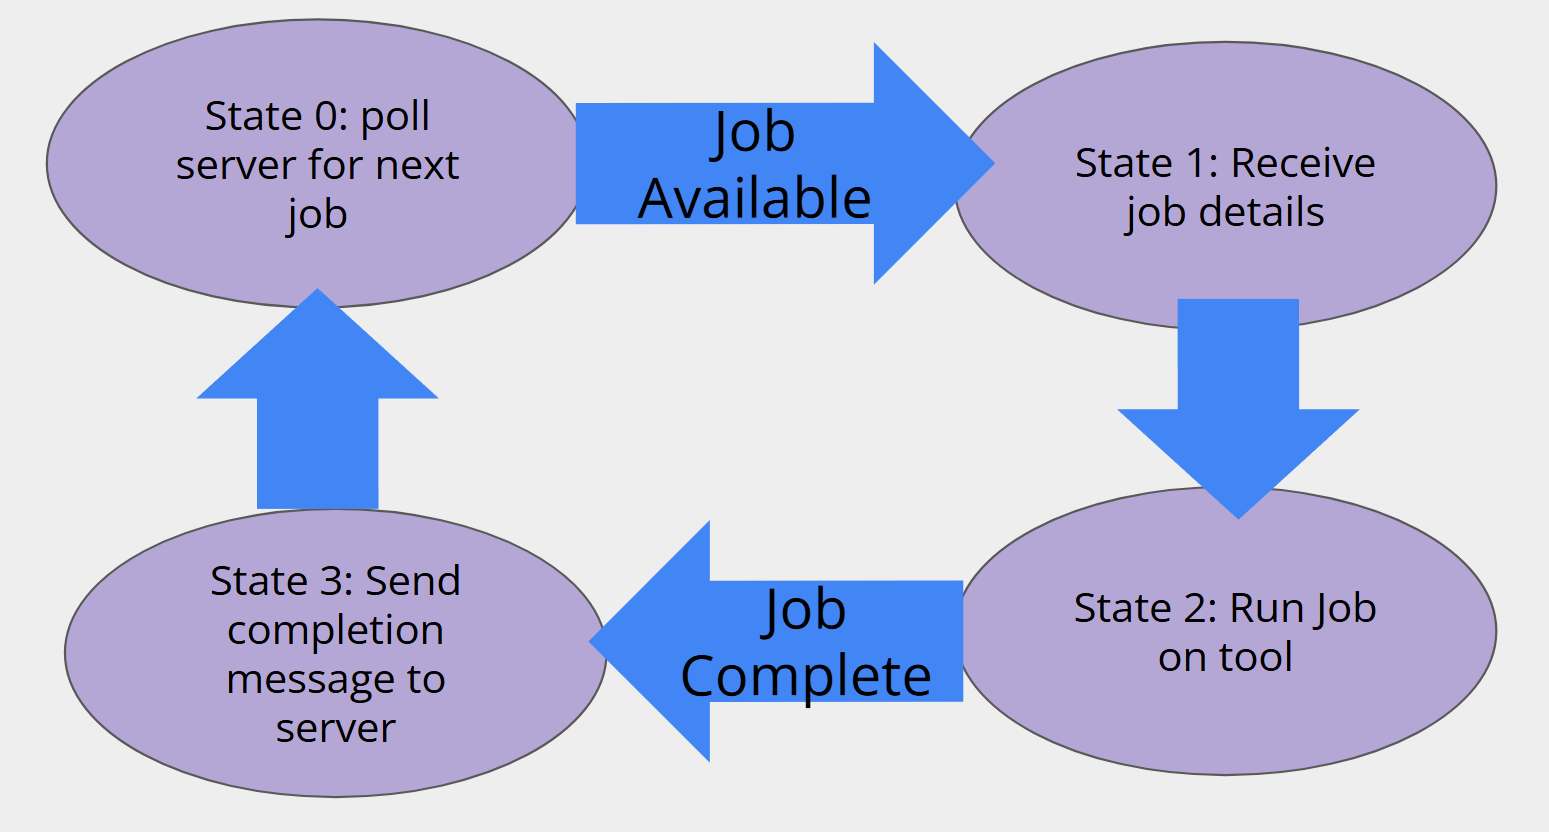 State 0: poll
server for next
job
Job
Available
State 1: Receive
job details
State 2: Run Job
on tool
Job
Complete
State 3: Send
completion
message to
server